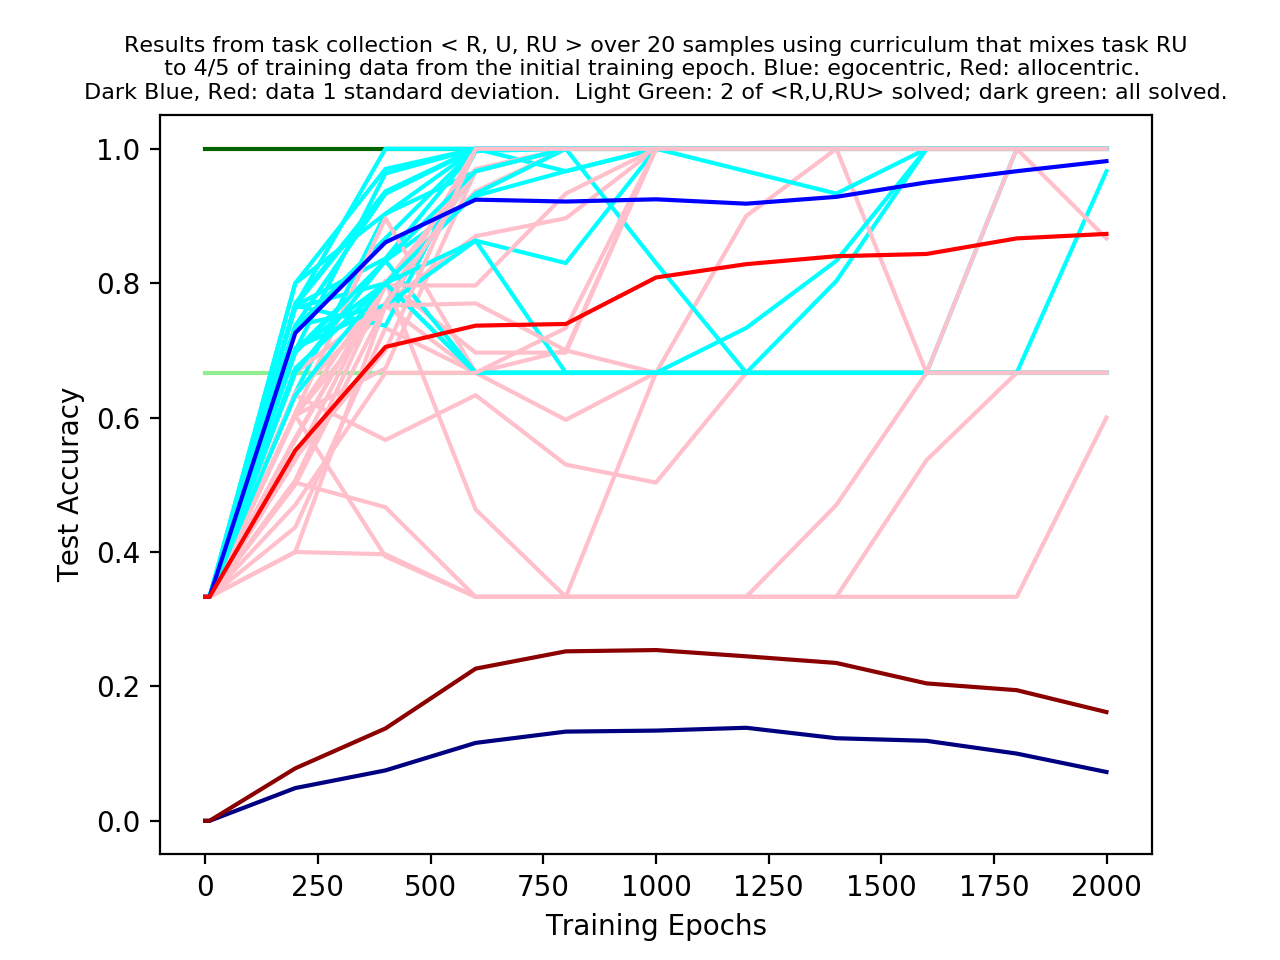 Results from task collection < R, U, RU > over 20 samples using curriculum that mixes task RU
to 4/5 of training data from the initial training epoch. Blue: egocentric, Red: allocentric.
Dark Blue, Red: data 1 standard deviation.  Light Green: 2 of <R,U,RU> solved; dark green: all solved.
1.0
0.8
0.6
0.4
0.2
0.0
Test Accuracy
0 250 500 750 1000 1250 1500 1750 2000
Training Epochs